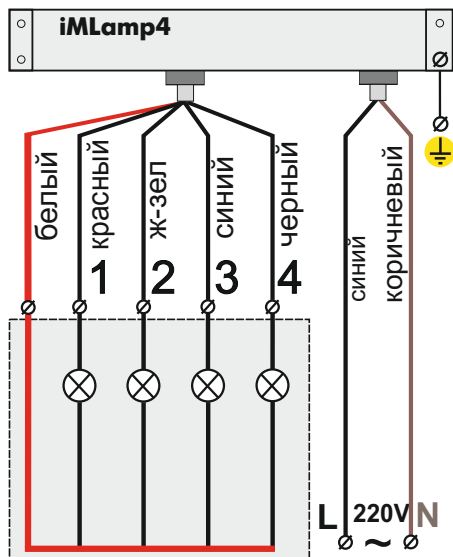 iMLamp4
белый
красный
ж-зел
синий
черный
синий
коричневый
1 2 3 4
L 220V N
~